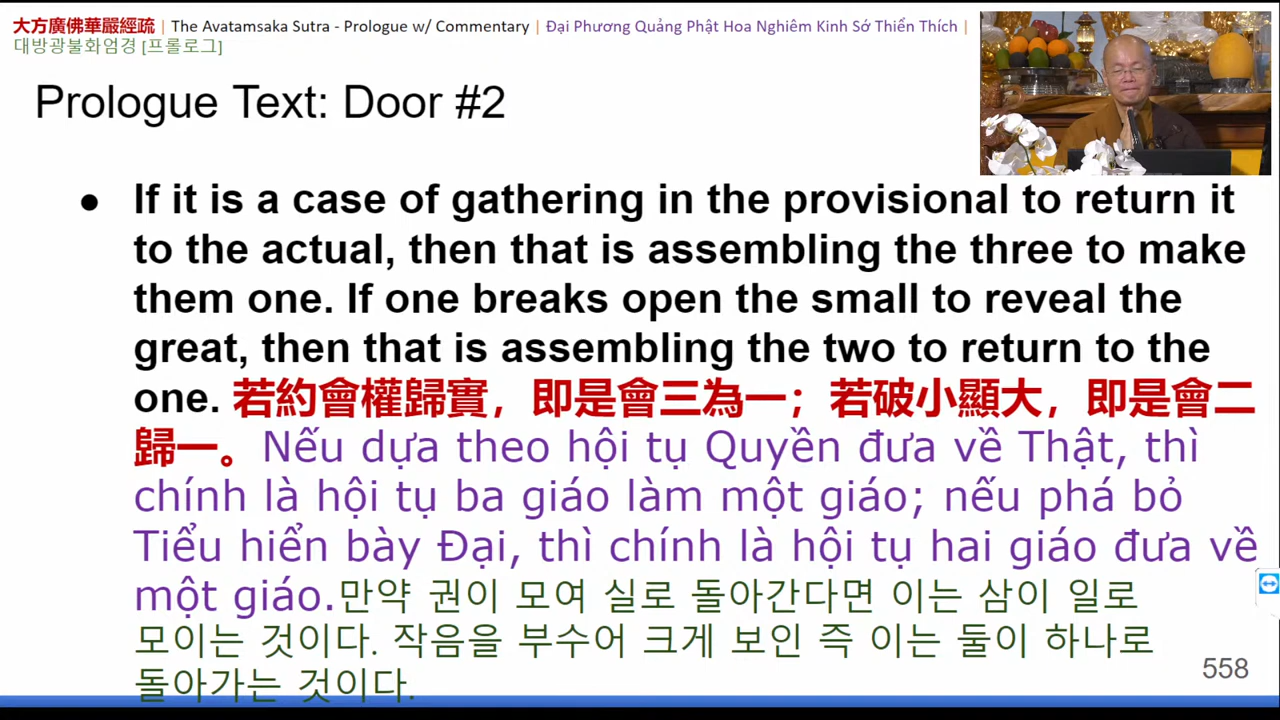 大方廣佛華嚴經疏 | The Avatamsaka Sutra - Prologue w/ Commentary | Đại Phương Quảng Phật Hoa Nghiêm Kinh Sớ Thiển Thích |
대방광불화엄경 [프롤로그]
Prologue Text: Door #2
● If it is a case of gathering in the provisional to return it
to the actual, then that is assembling the three to make
them one. If one breaks open the small to reveal the
great, then that is assembling the two to return to the
one. 若約會權歸實，即是會三為一；若破小顯大，即是會二
歸一。Nếu dựa theo hội tụ Quyền đưa về Thật, thì
chính là hội tụ ba giáo làm một giáo; nếu phá bỏ
Tiểu hiển bày Đại, thì chính là hội tụ hai giáo đưa về
một giáo.만약 권이 모여 실로 돌아간다면 이는 삼이 일로
모이는 것이다. 작음을 부수어 크게 보인 즉 이는 둘이 하나로
돌아가는 것이다.
558